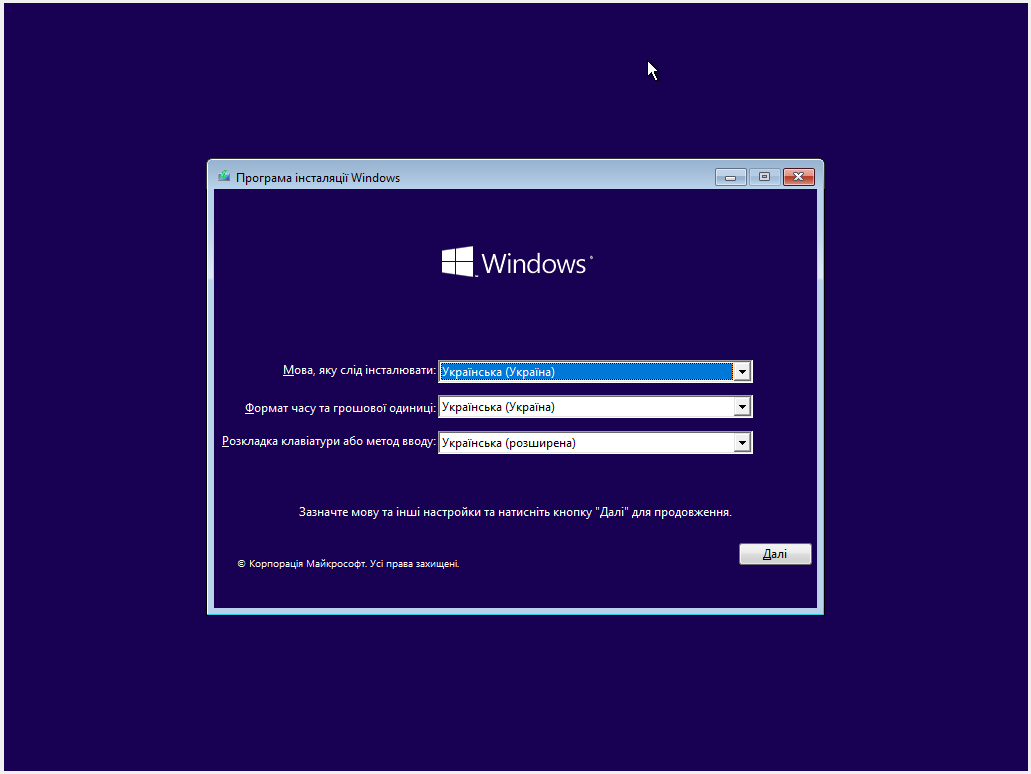 Програма інсталяції Windows
Windows
Мова, яку слід інсталювати: Українська (Україна)
Формат часу та грошової одиниці: Українська (Україна)
Розкладка клавіатури або метод вводу: Українська (розширена)
Зазначте мову та інші настройки та натисніть кнопку "Далі" для продовження.
Далі
© Корпорація Майкрософт. Усі права захищені.